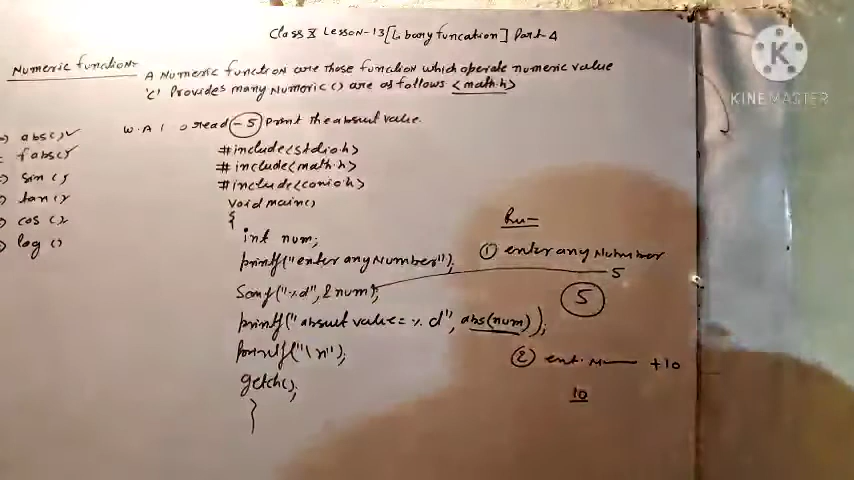 Class X Lesson-13 [Libary funcation] Part-4
Numeric function-
A Numeric function are those function which operate numeric value
'C' Provides many Numoric () are as follows <math.h>
abs()
fabs()
sin()
tan()
cos()
log()
W.A to read -5 Print the absult value.
#include<stdio.h>
#include<math.h>
#include<conio.h>
void main()
{
int num;
printf("enter any Number");
Scanf("%d", &num);
printf("absult value = % d", abs(num));
printf("\n");
getch();
}
Run-
① enter any Number
-5
5
② ent. N +10
10
K
KINEMASTER